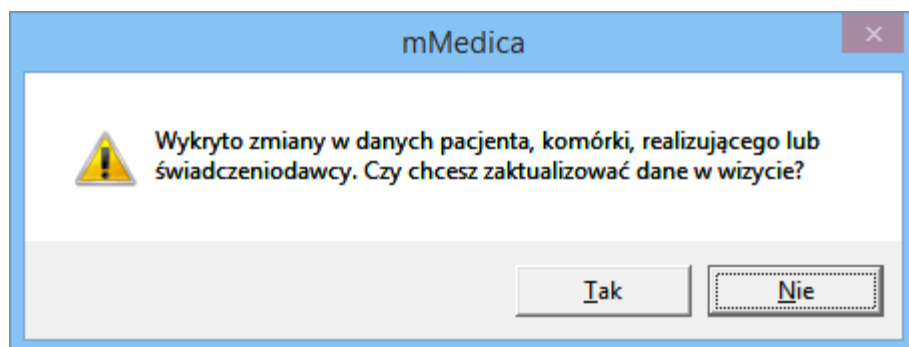 mMedica
Wykryto zmiany w danych pacjenta, komórki, realizującego lub
świadczeniodawcy. Czy chcesz zaktualizować dane w wizycie?
Tak
Nie